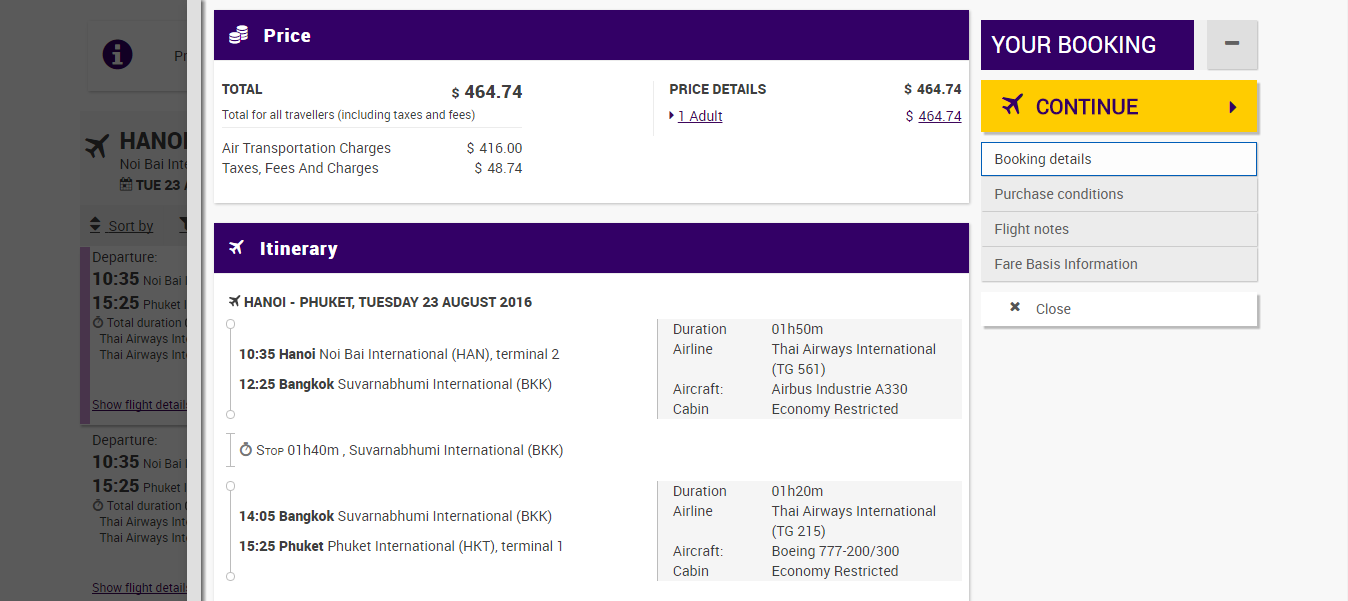 Price
TOTAL $ 464.74
Total for all travellers (including taxes and fees)
Air Transportation Charges $ 416.00
Taxes, Fees And Charges $ 48.74
PRICE DETAILS $ 464.74
1 Adult $ 464.74
Itinerary
HANOI - PHUKET, TUESDAY 23 AUGUST 2016
10:35 Hanoi Noi Bai International (HAN), terminal 2
12:25 Bangkok Suvarnabhumi International (BKK)
Duration 01h50m
Airline Thai Airways International
(TG 561)
Aircraft: Airbus Industrie A330
Cabin Economy Restricted
Stop 01h40m , Suvarnabhumi International (BKK)
14:05 Bangkok Suvarnabhumi International (BKK)
15:25 Phuket Phuket International (HKT), terminal 1
Duration 01h20m
Airline Thai Airways International
(TG 215)
Aircraft: Boeing 777-200/300
Cabin Economy Restricted
YOUR BOOKING
CONTINUE
Booking details
Purchase conditions
Flight notes
Fare Basis Information
Close
HANOI
Noi Bai Inte
TUE 23
Sort by
Departure:
10:35 Noi Bai
15:25 Phuket
Total duration
Thai Airways Int
Thai Airways Int
Show flight details
Departure:
10:35 Noi Bai
15:25 Phuket
Total duration
Thai Airways Int
Thai Airways Int
Show flight details